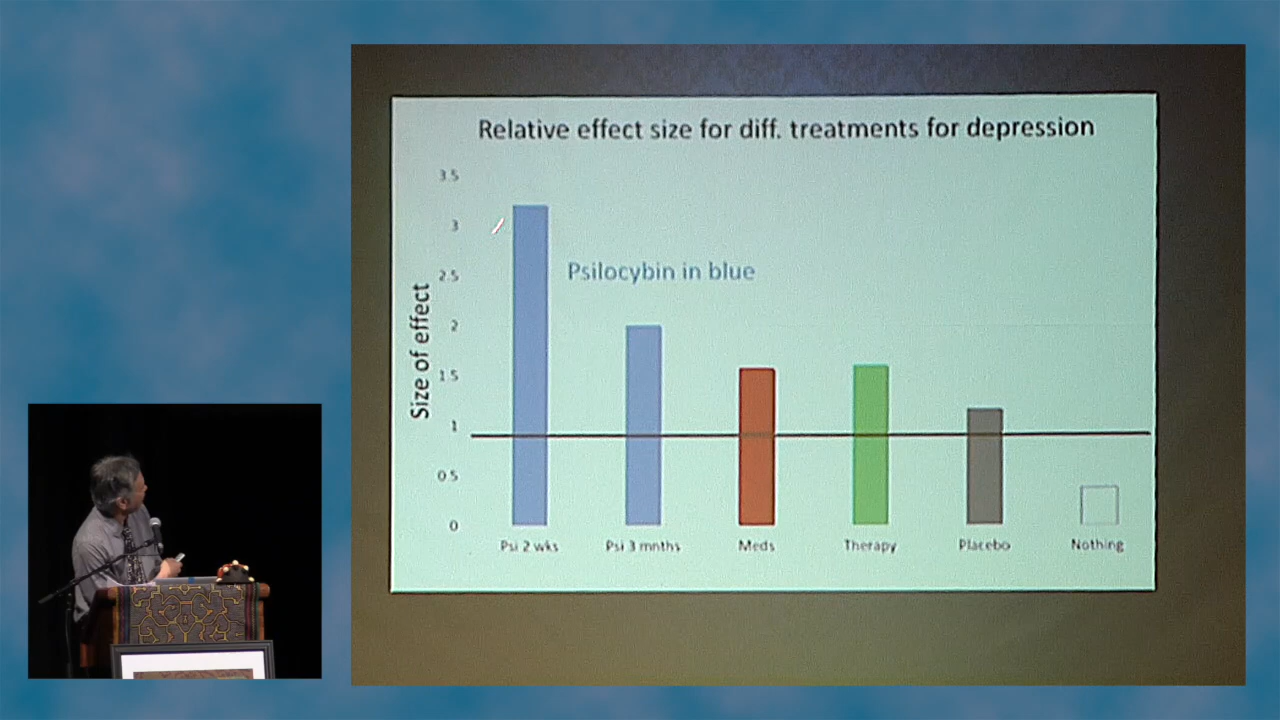 Relative effect size for diff. treatments for depression
Size of effect
3.5
3
2.5
2
1.5
1
0.5
0
Psilocybin in blue
Psi 2 wks
Psi 3 mnths
Meds
Therapy
Placebo
Nothing